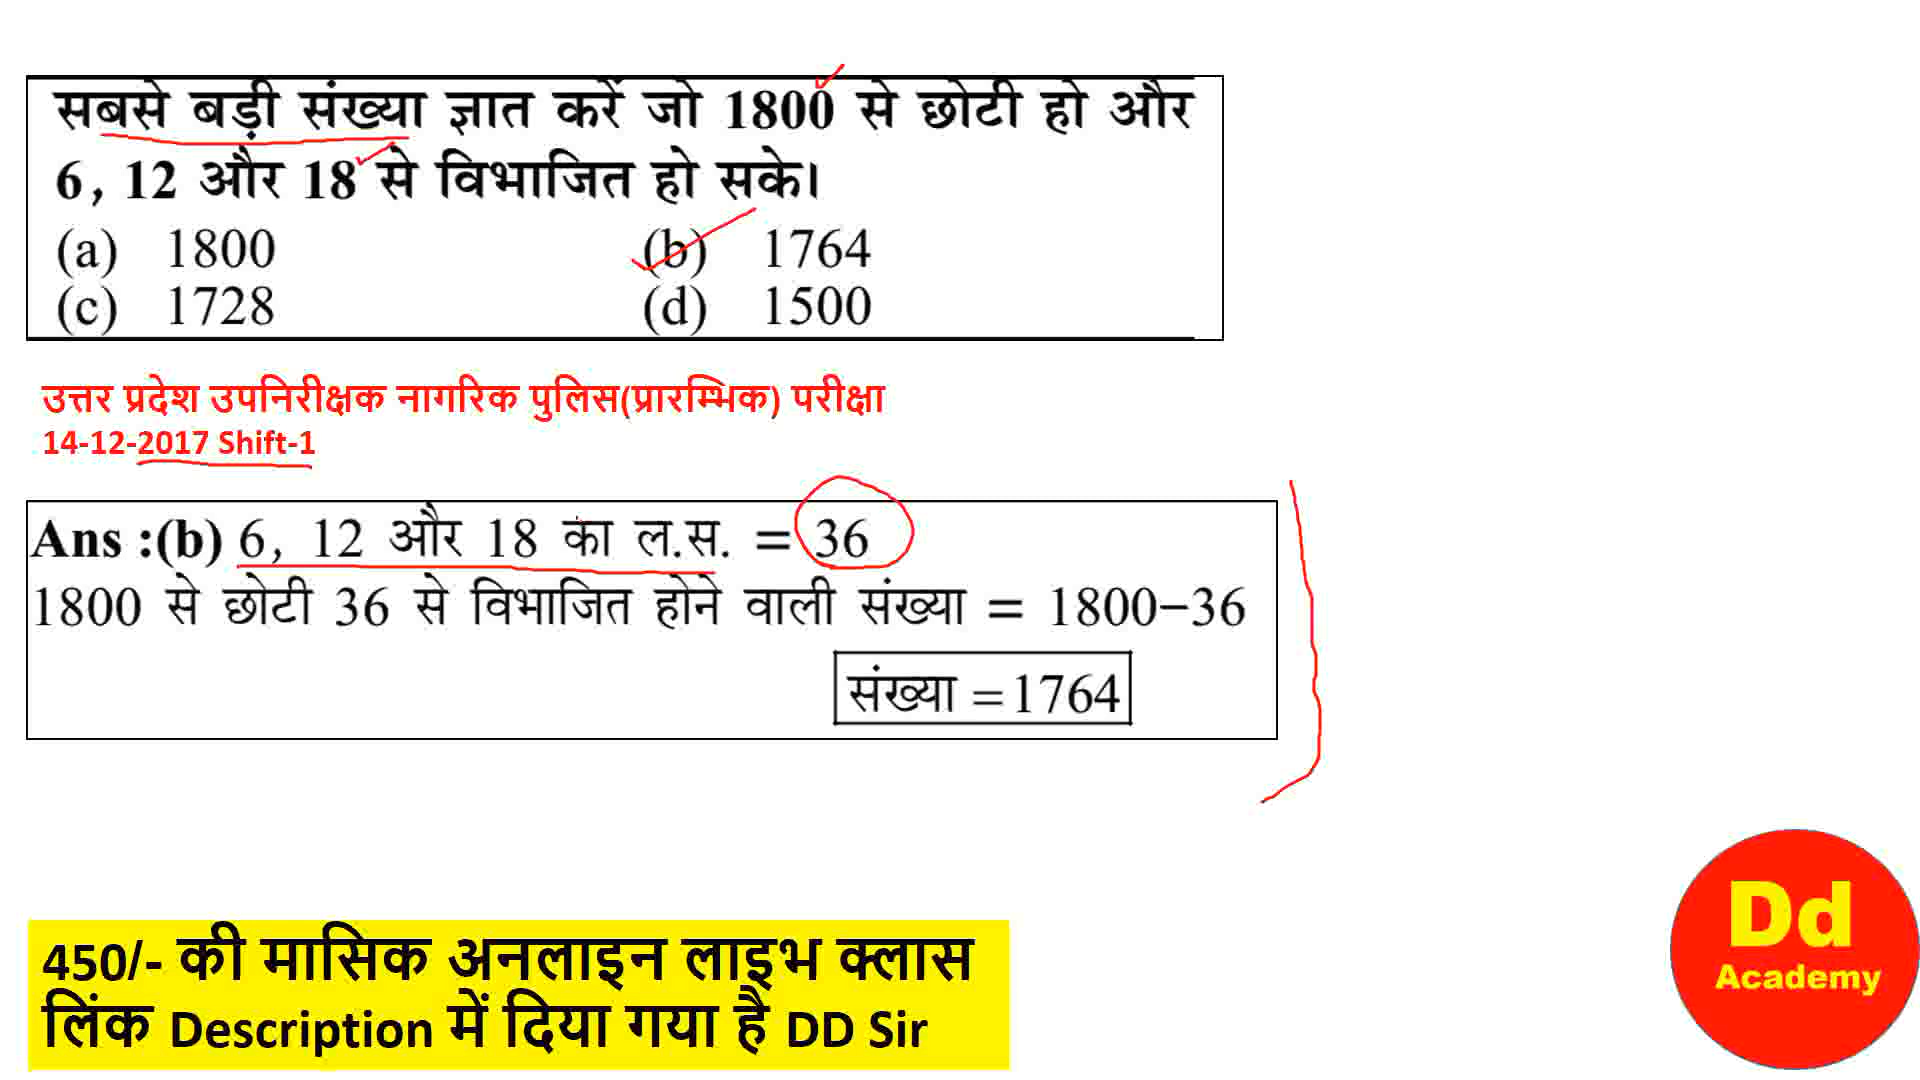 सबसे बड़ी संख्या ज्ञात करें जो 1800 से छोटी हो और
6, 12 और 18 से विभाजित हो सके।
(a) 1800 (b) 1764
(c) 1728 (d) 1500
उत्तर प्रदेश उपनिरीक्षक नागरिक पुलिस(प्रारम्भिक) परीक्षा
14-12-2017 Shift-1
Ans :(b) 6, 12 और 18 का ल.स. = 36
1800 से छोटी 36 से विभाजित होने वाली संख्या = 1800−36
संख्या = 1764
450/- की मासिक अनलाइन लाइभ क्लास
लिंक Description में दिया गया है DD Sir
Dd
Academy